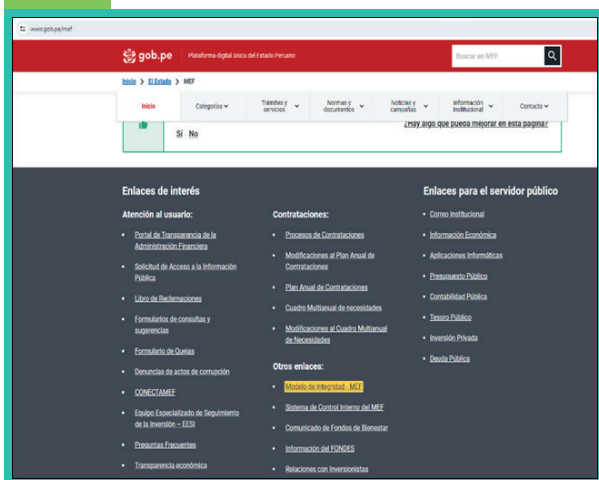 www.gob.pe/mef
gob.pe Plataforma digital única del Estado Peruano
Buscar en MEF
Inicio > El Estado > MEF
Inicio
Categorías
Trámites y servicios
Normas y documentos
Noticias y campañas
Información institucional
Contacto
¿Hay algo que pueda mejorar en esta página?
Sí No
Enlaces de interés
Atención al usuario:
• Portal de Transparencia de la
Administración Financiera
• Solicitud de Acceso a la Información
Pública
• Libro de Reclamaciones
• Formularios de consultas y
sugerencias
• Formulario de Quejas
• Denuncias de actos de corrupción
• CONECTAMEF
• Equipo Especializado de Seguimiento
de la Inversión – EESI
• Preguntas Frecuentes
• Transparencia económica
Contrataciones:
• Procesos de Contrataciones
• Modificaciones al Plan Anual de
Contrataciones
• Plan Anual de Contrataciones
• Cuadro Multianual de necesidades
• Modificaciones al Cuadro Multianual
de Necesidades
Otros enlaces:
• Modelo de Integridad - MEF
• Sistema de Control Interno del MEF
• Comunicado de Fondos de Bienestar
• Información del FONDES
• Relaciones con Inversionistas
Enlaces para el servidor público
• Correo Institucional
• Información Económica
• Aplicaciones Informáticas
• Presupuesto Público
• Contabilidad Pública
• Tesoro Público
• Inversión Privada
• Deuda Pública